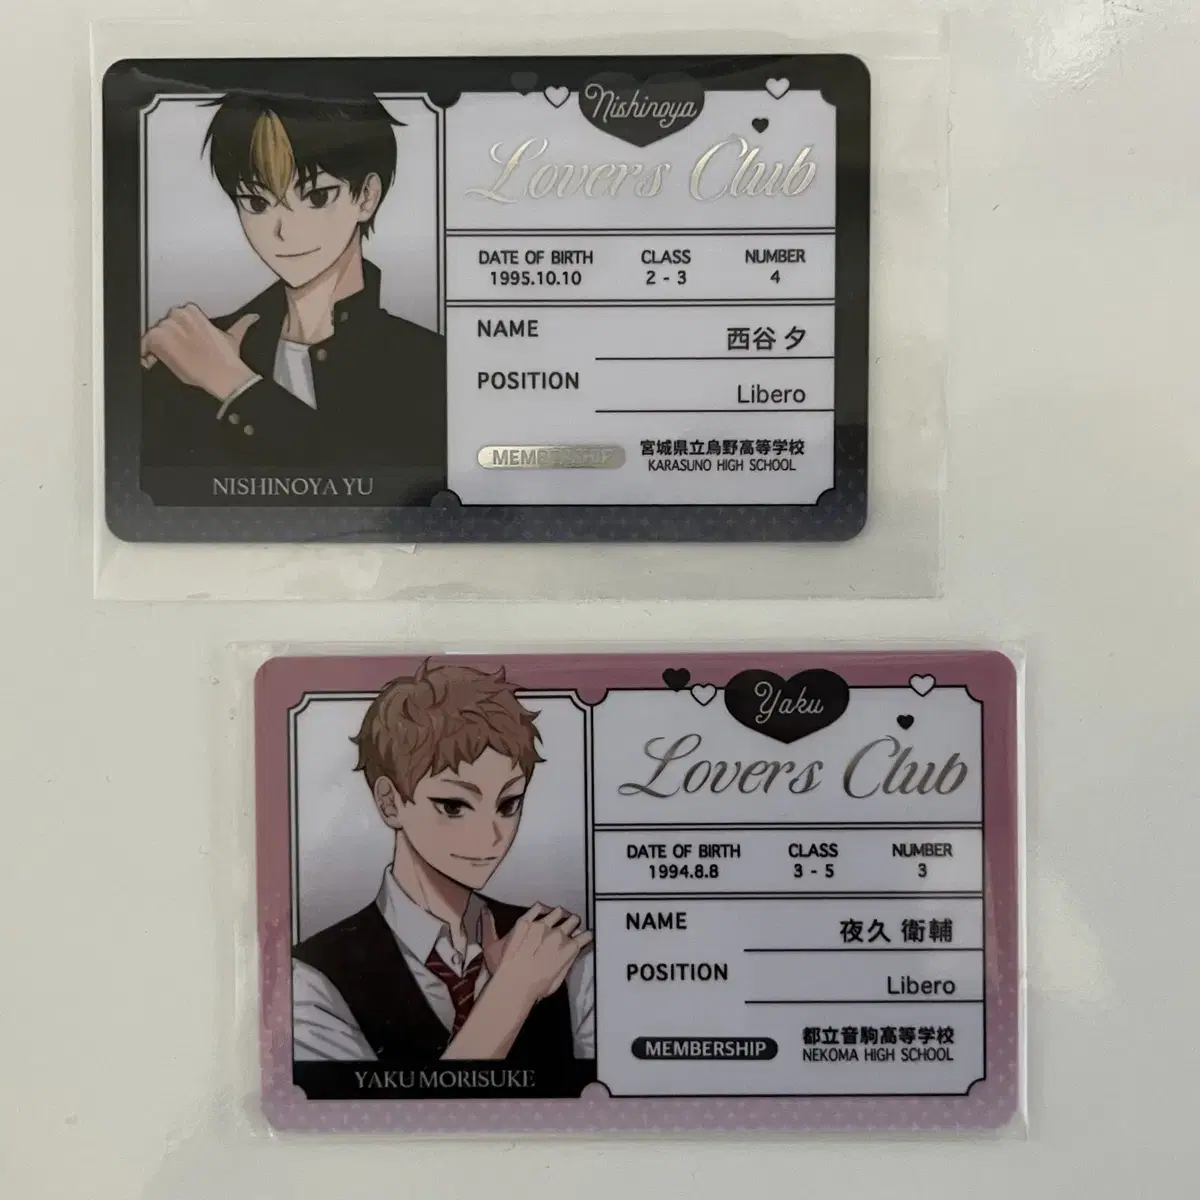 Nishinoya
Lovers Club
DATE OF BIRTH CLASS NUMBER
1995.10.10 2 - 3 4
NAME 西谷 夕
POSITION Libero
MEMBERSHIP 宮城県立烏野高等学校
KARASUNO HIGH SCHOOL
NISHINOYA YU
Yaku
Lovers Club
DATE OF BIRTH CLASS NUMBER
1994.8.8 3 - 5 3
NAME 夜久 衛輔
POSITION Libero
MEMBERSHIP 都立音駒高等学校
NEKOMA HIGH SCHOOL
YAKU MORISUKE